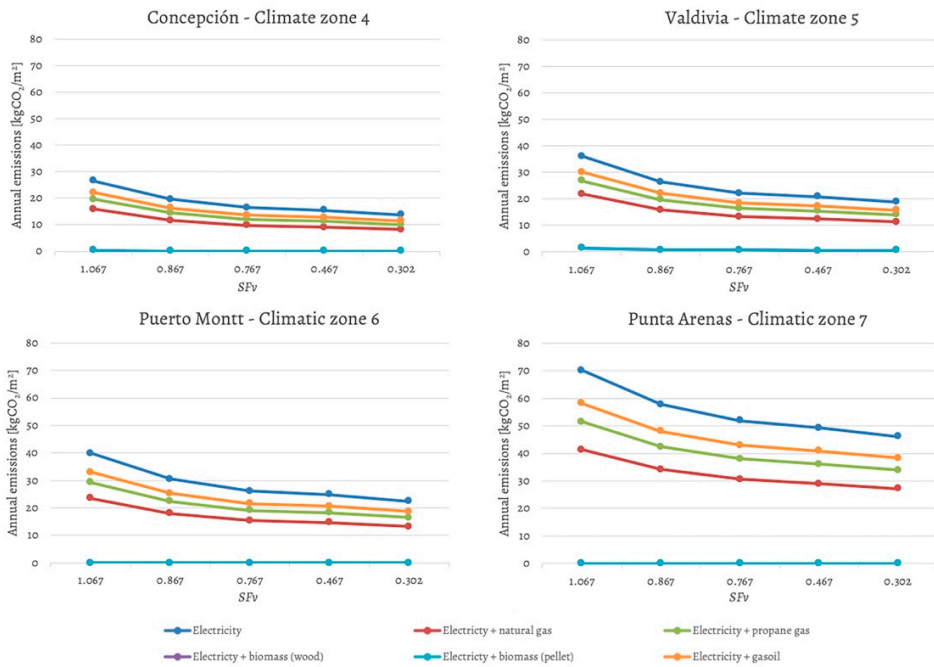 Concepción - Climate zone 4
Annual emissions [kgCO₂/m²]
80
70
60
50
40
30
20
10
0
1.067 0.867 0.767 0.467 0.302
SFv
Valdivia - Climate zone 5
Annual emissions [kgCO₂/m²]
80
70
60
50
40
30
20
10
0
1.067 0.867 0.767 0.467 0.302
SFv
Puerto Montt - Climatic zone 6
Annual emissions [kgCO₂/m²]
80
70
60
50
40
30
20
10
0
1.067 0.867 0.767 0.467 0.302
SFv
Punta Arenas - Climatic zone 7
Annual emissions [kgCO₂/m²]
80
70
60
50
40
30
20
10
0
1.067 0.867 0.767 0.467 0.302
SFv
Electricity Electricty + natural gas Electricity + propane gas
Electricty + biomass (wood) Electricty + biomass (pellet) Electricity + gasoil